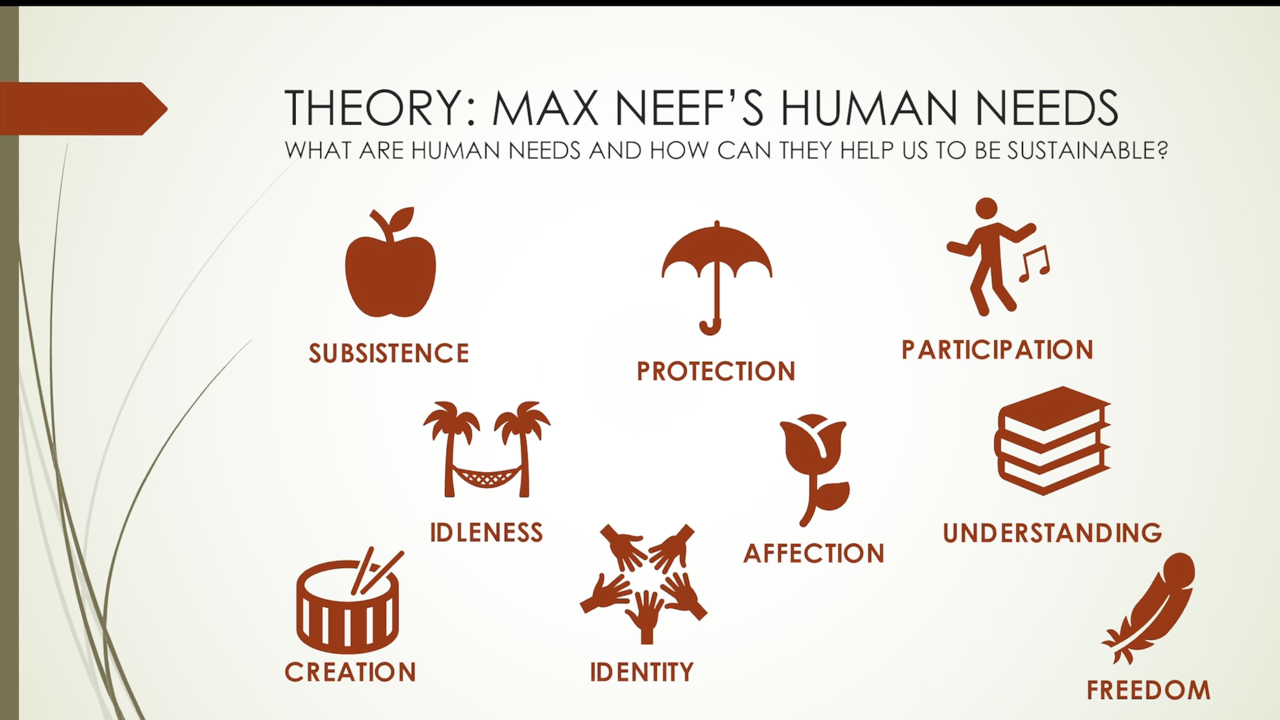 THEORY: MAX NEEF’S HUMAN NEEDS
WHAT ARE HUMAN NEEDS AND HOW CAN THEY HELP US TO BE SUSTAINABLE?
SUBSISTENCE
PROTECTION
PARTICIPATION
IDLENESS
AFFECTION
UNDERSTANDING
CREATION
IDENTITY
FREEDOM